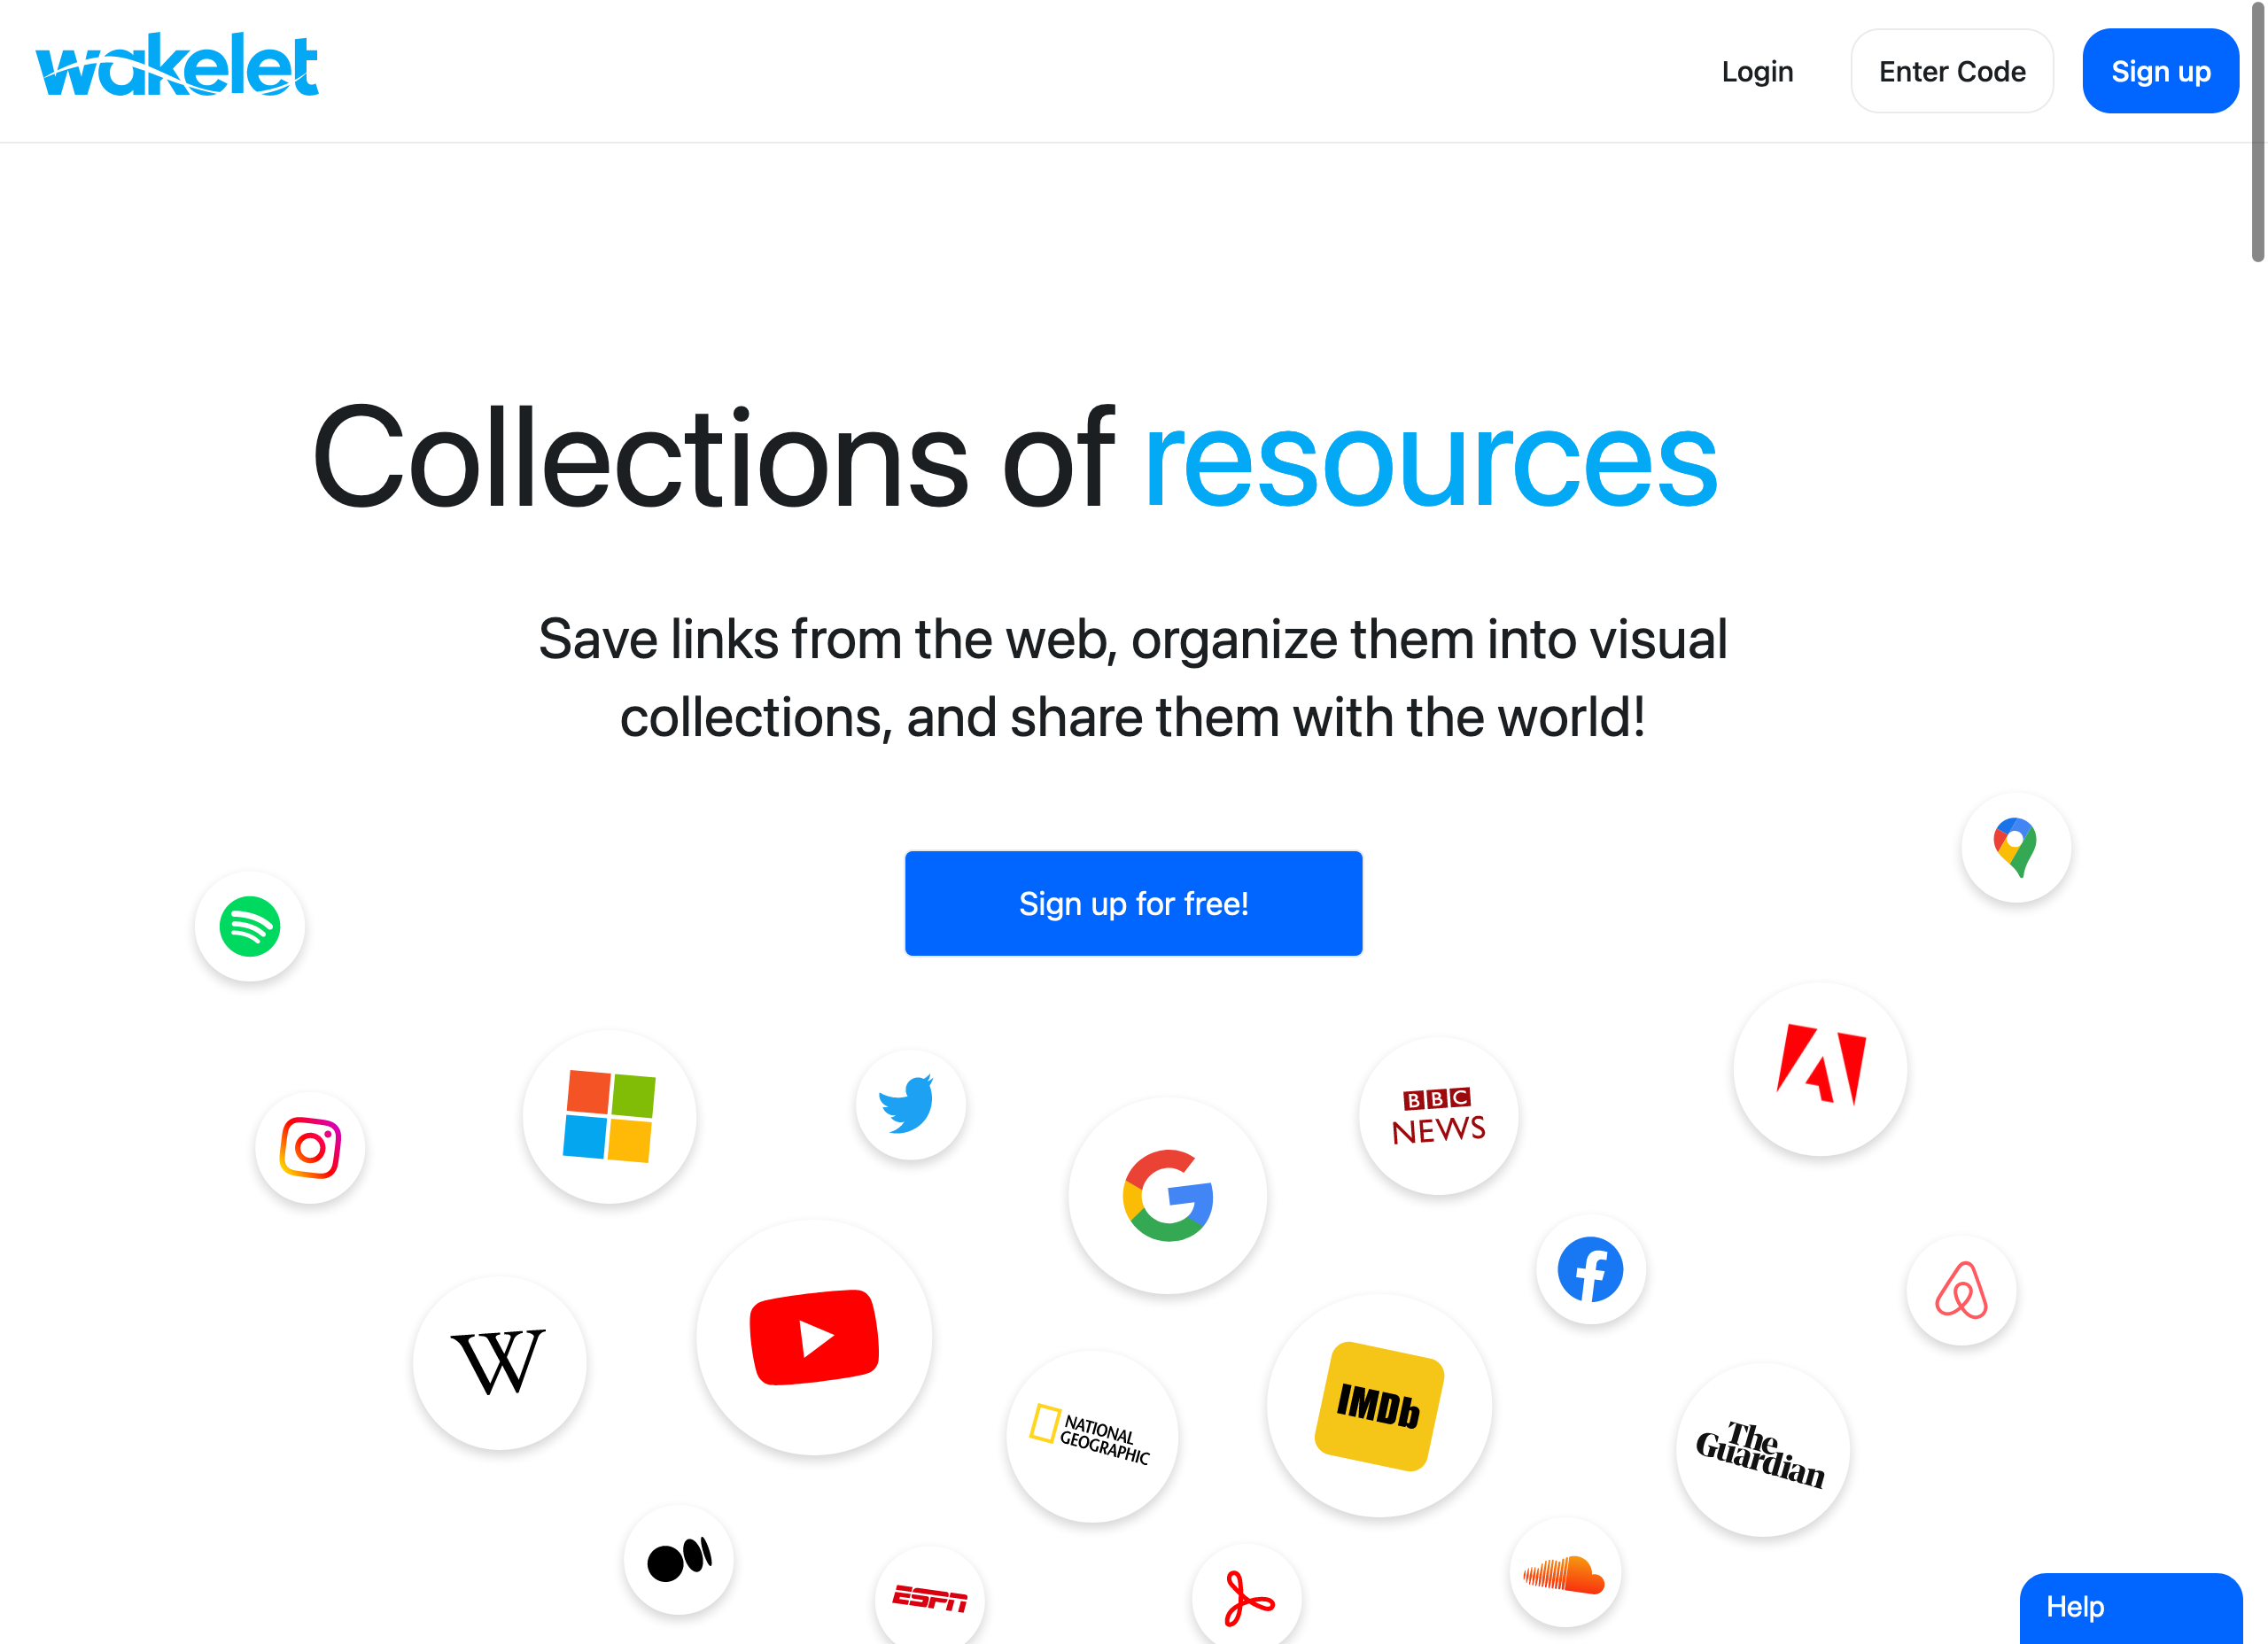 wakelet
Login
Enter Code
Sign up
Collections of resources
Save links from the web, organize them into visual
collections, and share them with the world!
Sign up for free!
BBC
NEWS
W
NATIONAL
GEOGRAPHIC
IMDb
The
Guardian
ESPN
Help